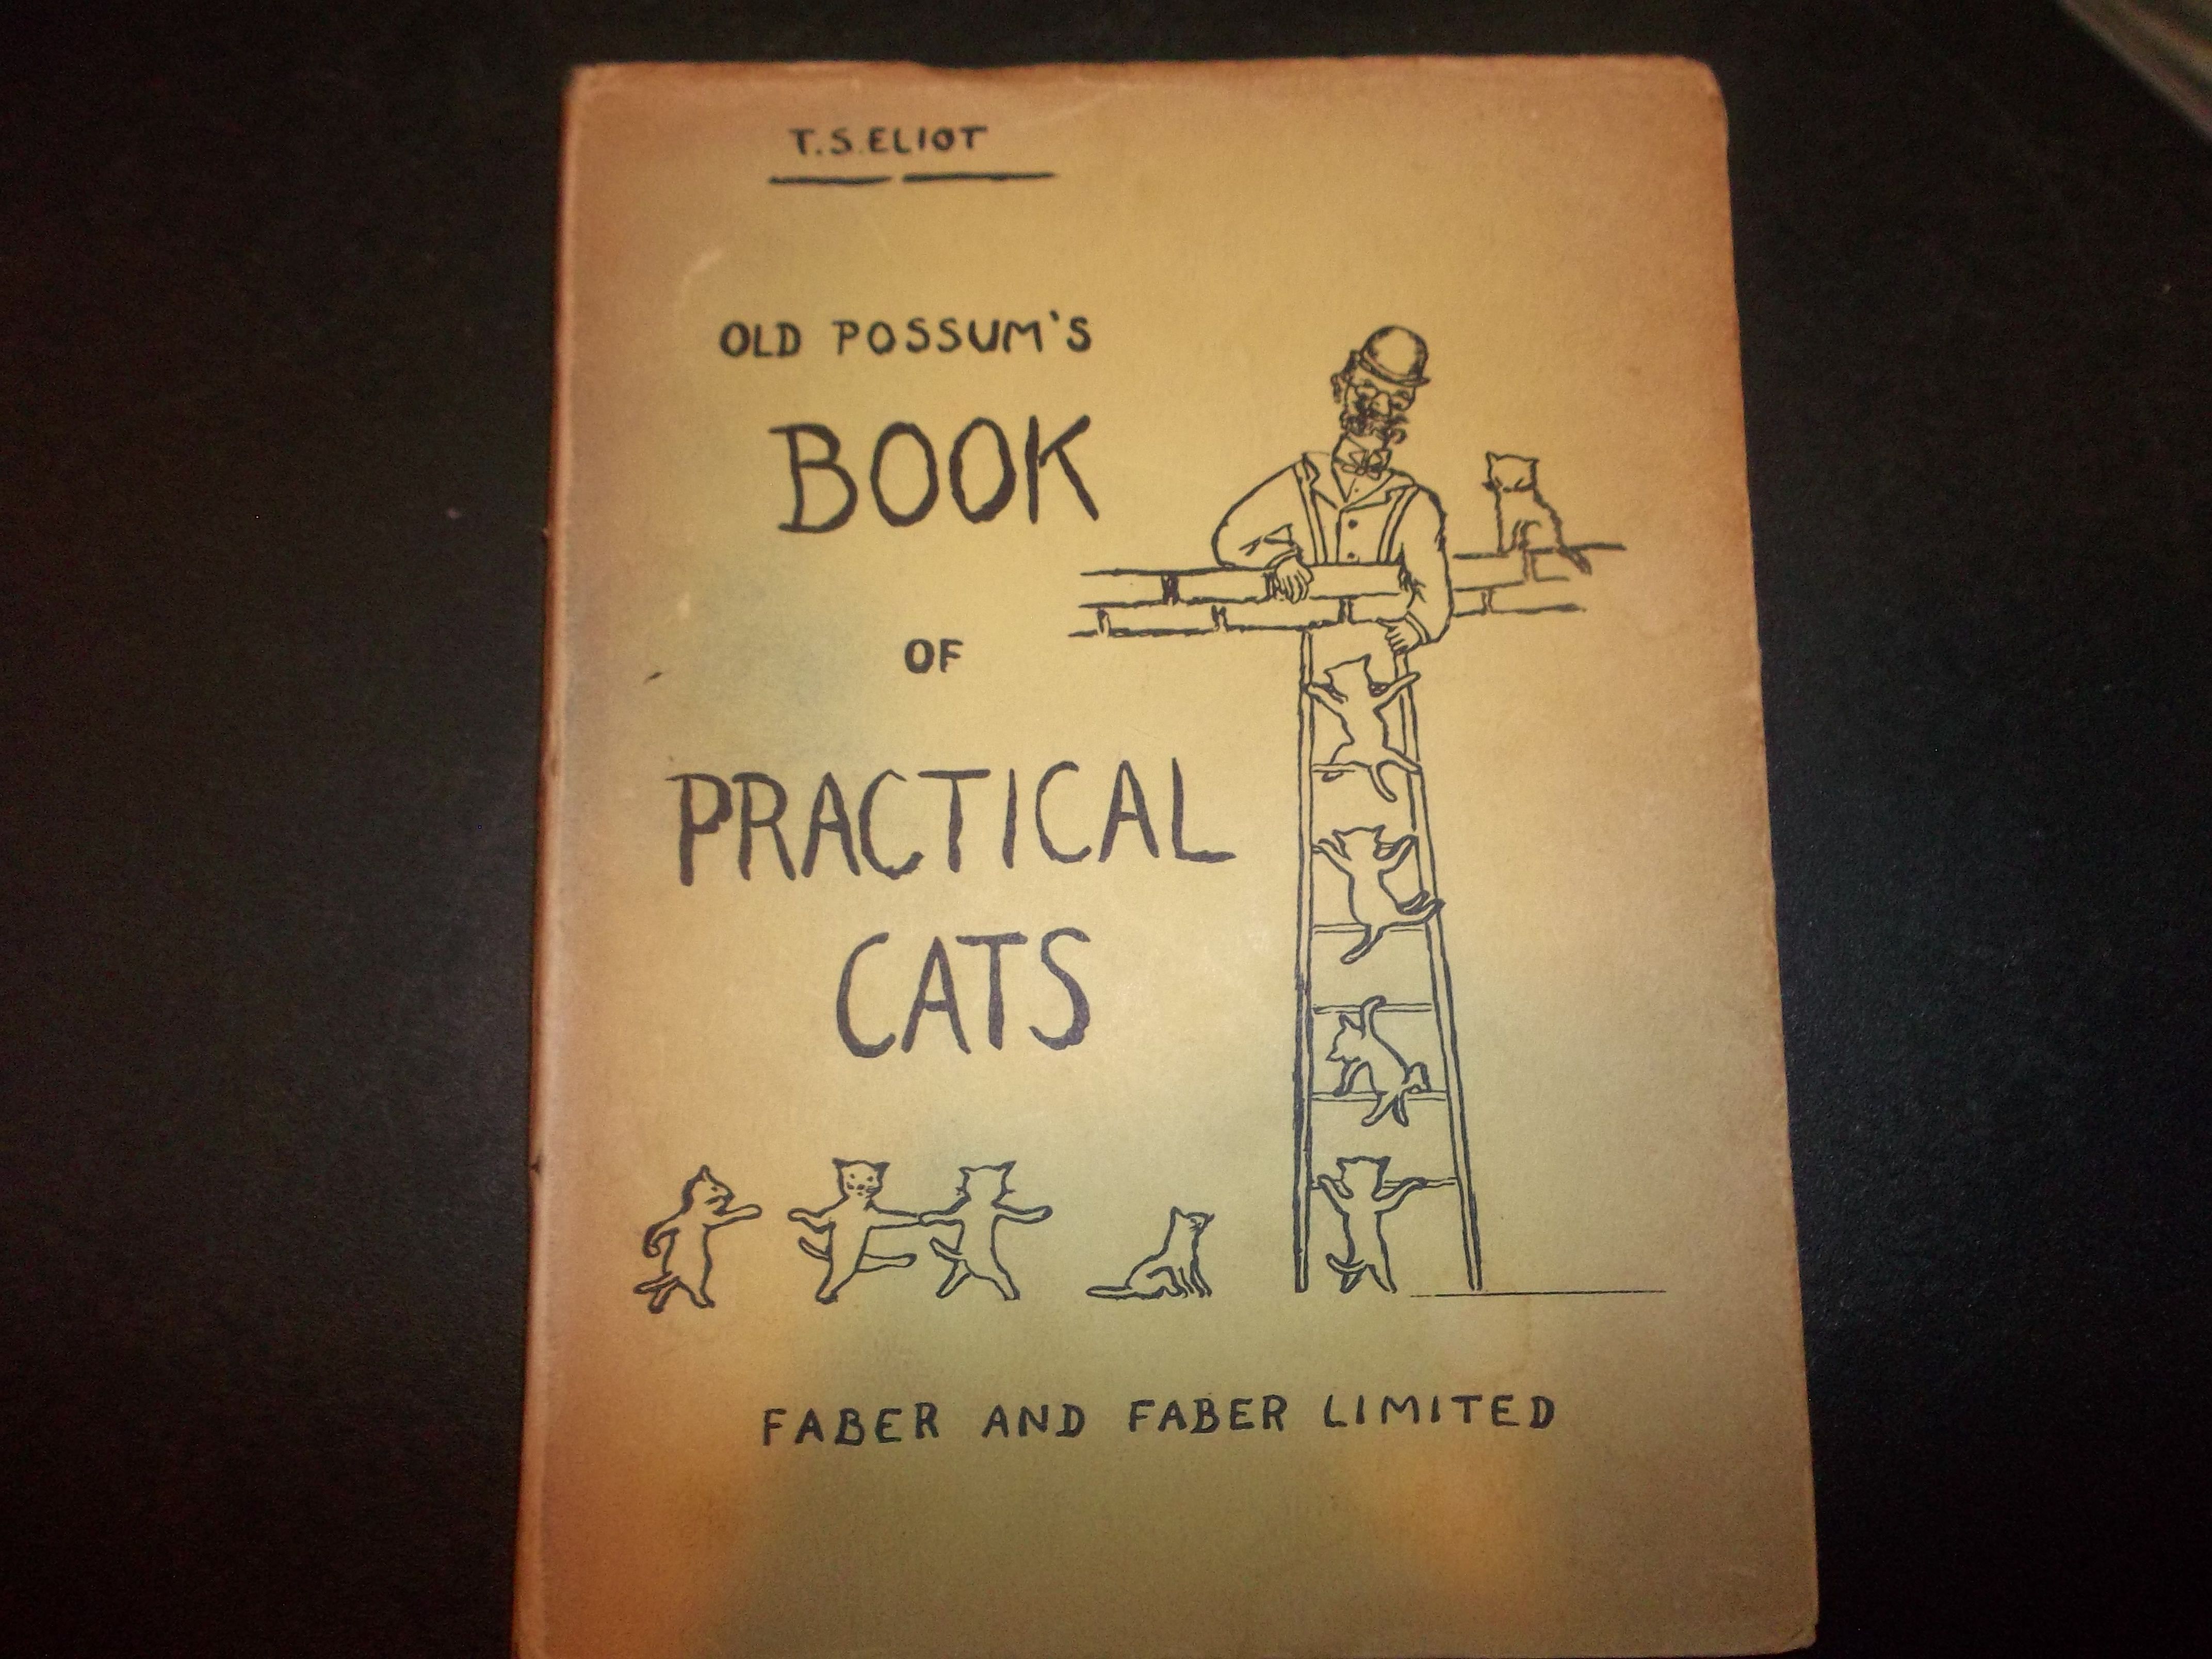 T.S.ELIOT
OLD POSSUM'S
BOOK
OF
PRACTICAL
CATS
FABER AND FABER LIMITED